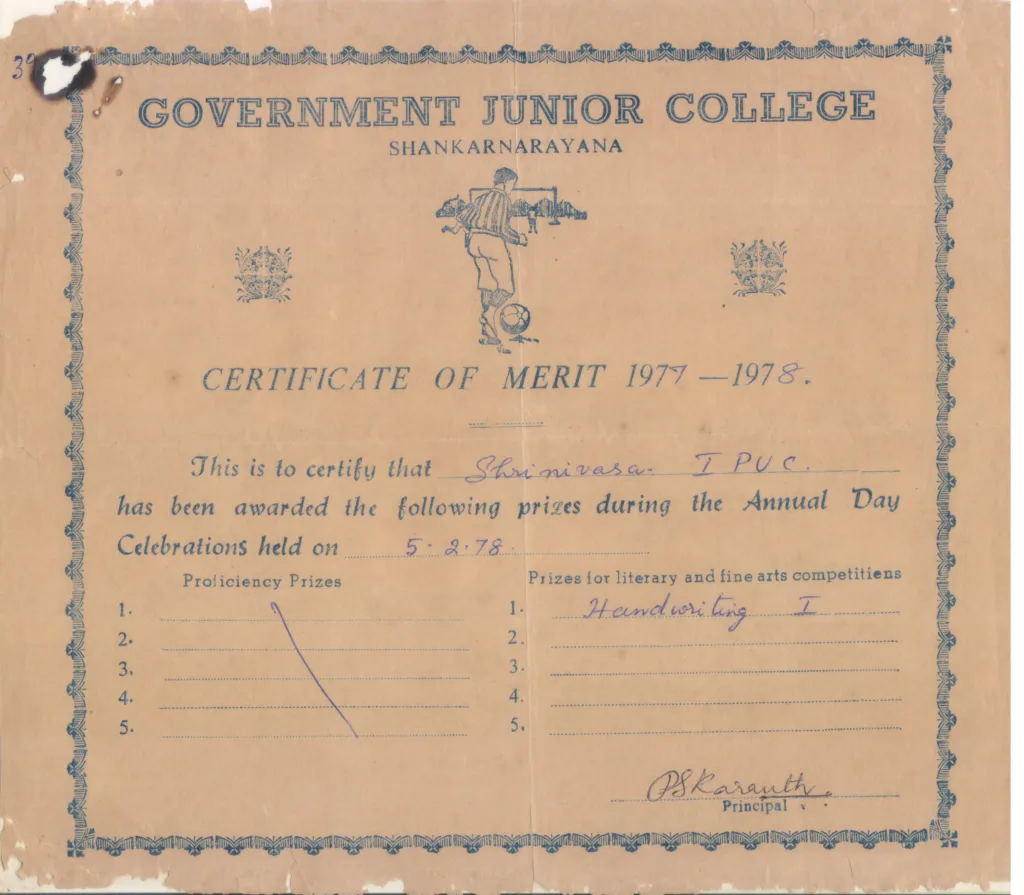 30
GOVERNMENT JUNIOR COLLEGE
SHANKARNARAYANA
CERTIFICATE OF MERIT 1977 — 1978.
This is to certify that Shrinivasa. I PUC.
has been awarded the following prizes during the Annual Day
Celebrations held on 5.2.78.
Proficiency Prizes
1.
2.
3.
4.
5.
Prizes for literary and fine arts competitiens
1. Handwriting I
2.
3.
4.
5.
PSKaranth.
Principal